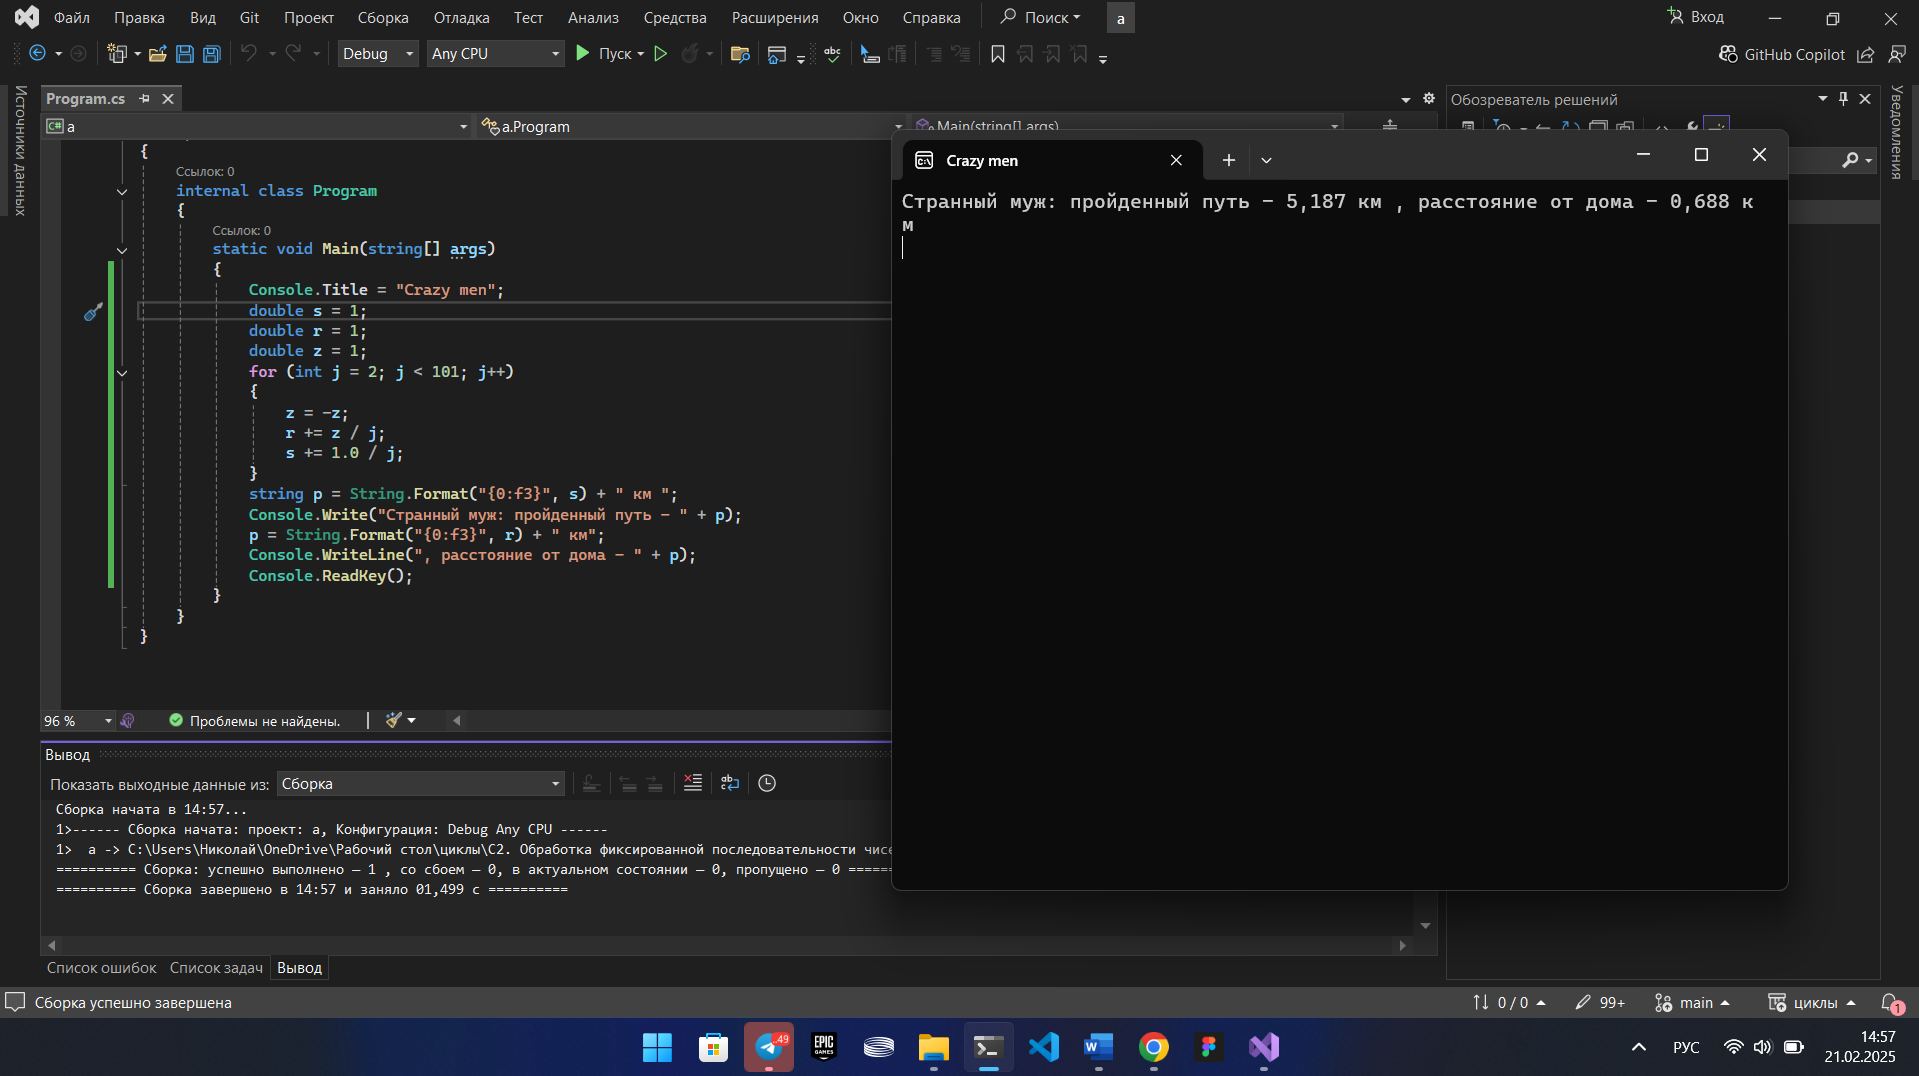 Файл Правка Вид Git Проект Сборка Отладка Тест Анализ Средства Расширения Окно Справка Поиск a Вход
Debug Any CPU Пуск abc GitHub Copilot
Источники данных
Program.cs
C# a a.Program Main(string[] args)
{
Ссылок: 0
internal class Program
{
Ссылок: 0
static void Main(string[] args)
{
Console.Title = "Crazy men";
double s = 1;
double r = 1;
double z = 1;
for (int j = 2; j < 101; j++)
{
z = -z;
r += z / j;
s += 1.0 / j;
}
string p = String.Format("{0:f3}", s) + " км ";
Console.Write("Странный муж: пройденный путь - " + p);
p = String.Format("{0:f3}", r) + " км";
Console.WriteLine(", расстояние от дома - " + p);
Console.ReadKey();
}
}
}
96 % Проблемы не найдены.
Обозреватель решений
Уведомления
Crazy men
Странный муж: пройденный путь - 5,187 км , расстояние от дома - 0,688 к
м
Вывод
Показать выходные данные из: Сборка
Сборка начата в 14:57...
1>------ Сборка начата: проект: a, Конфигурация: Debug Any CPU ------
1>  a -> C:\Users\Николай\OneDrive\Рабочий стол\циклы\C2. Обработка фиксированной последовательности чисе
========== Сборка: успешно выполнено — 1 , со сбоем — 0, в актуальном состоянии — 0, пропущено — 0 ======
========== Сборка завершено в 14:57 и заняло 01,499 с ==========
Список ошибок Список задач Вывод
Сборка успешно завершена 0 / 0 99+ main циклы 1
..49 EPIC GAMES W РУС 14:57
21.02.2025